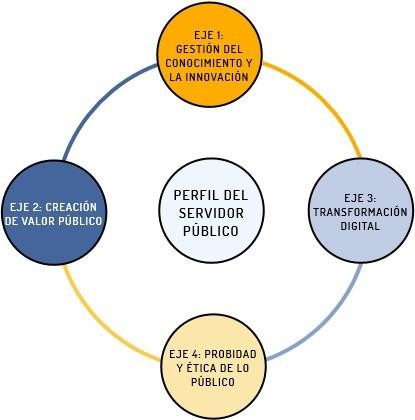 EJE 1:
GESTIÓN DEL
CONOCIMIENTO Y
LA INNOVACIÓN
EJE 2: CREACIÓN
DE VALOR PÚBLICO
PERFIL DEL
SERVIDOR
PÚBLICO
EJE 3:
TRANSFORMACIÓN
DIGITAL
EJE 4: PROBIDAD
Y ÉTICA DE LO
PÚBLICO